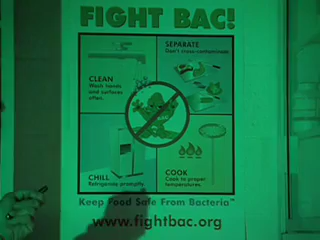 FIGHT BAC!
SEPARATE
Don't cross-contaminate.
CLEAN
Wash hands
and surfaces
often.
CHILL
Refrigerate promptly.
COOK
Cook to proper
temperatures.
Keep Food Safe From Bacteria™
www.fightbac.org